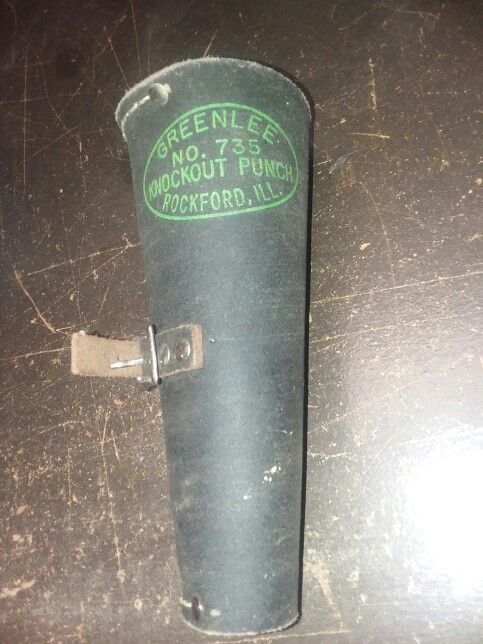 GREENLEE
NO. 735
KNOCKOUT PUNCH
ROCKFORD, ILL.